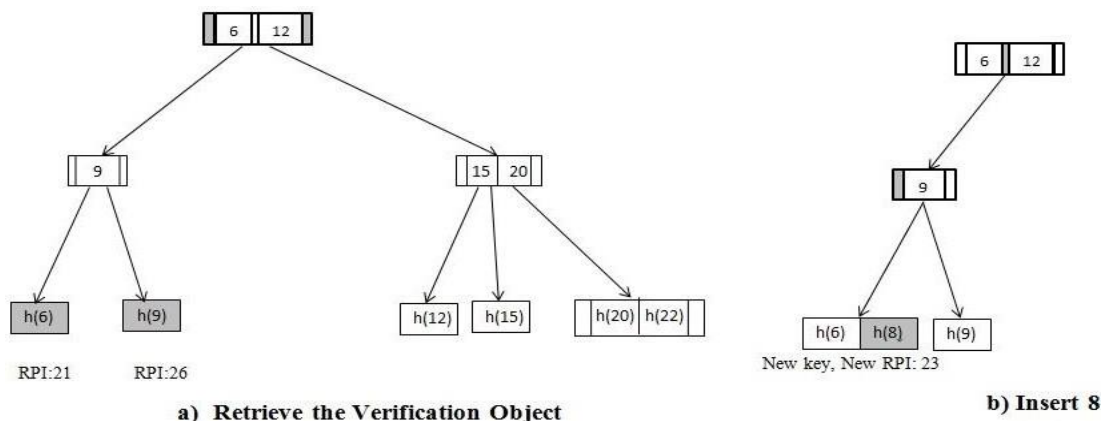 6 12
9
15 20
h(6)
h(9)
h(12)
h(15)
h(20) h(22)
RPI:21
RPI:26
a) Retrieve the Verification Object
6 12
9
h(6) h(8)
h(9)
New key, New RPI: 23
b) Insert 8